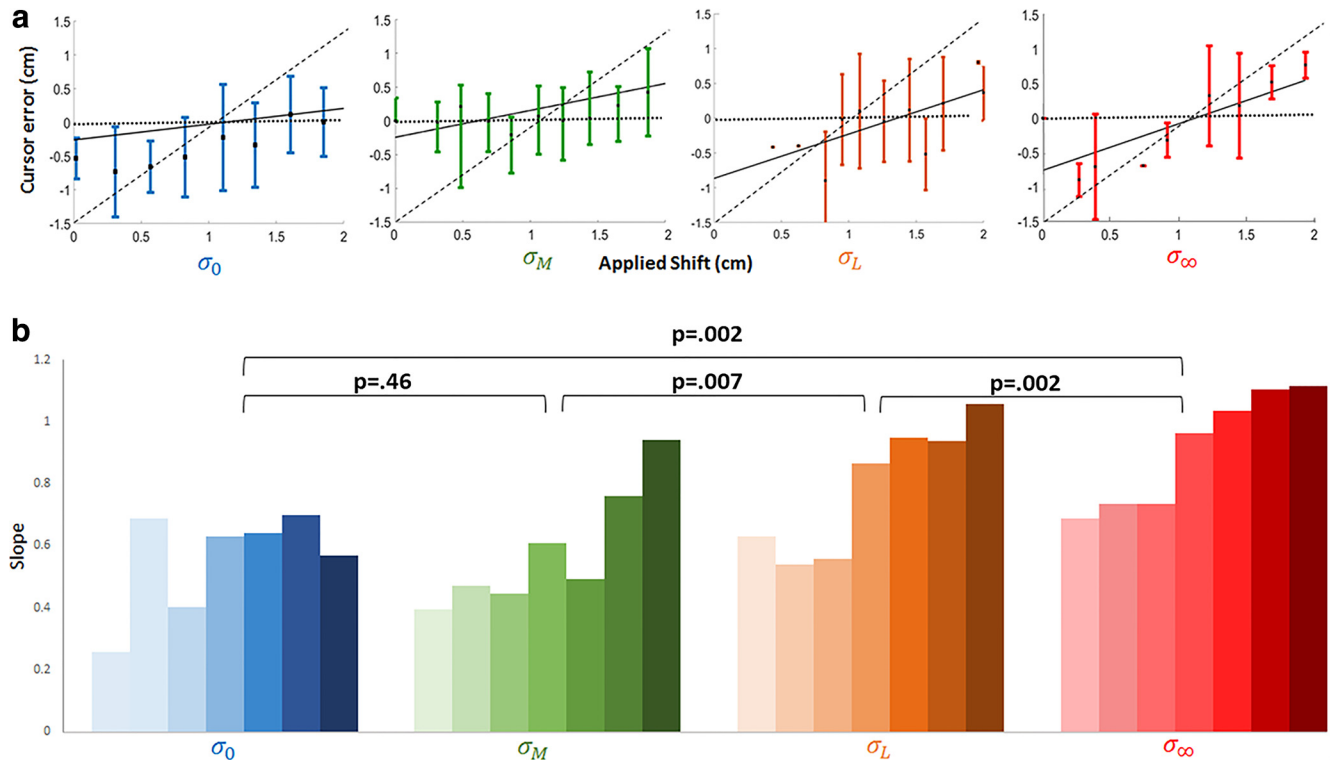 a
Cursor error (cm)
1.5
1
0.5
0
-0.5
-1
-1.5
0 0.5 1 1.5 2
σ0
1.5
1
0.5
0
-0.5
-1
-1.5
0 0.5 1 1.5 2
σM
1.5
1
0.5
0
-0.5
-1
-1.5
0 0.5 1 1.5 2
σL
1.5
1
0.5
0
-0.5
-1
-1.5
0 0.5 1 1.5 2
σ∞
Applied Shift (cm)
b
p=.002
p=.46 p=.007 p=.002
Slope
1.2
1
0.8
0.6
0.4
0.2
0
σ0 σM σL σ∞